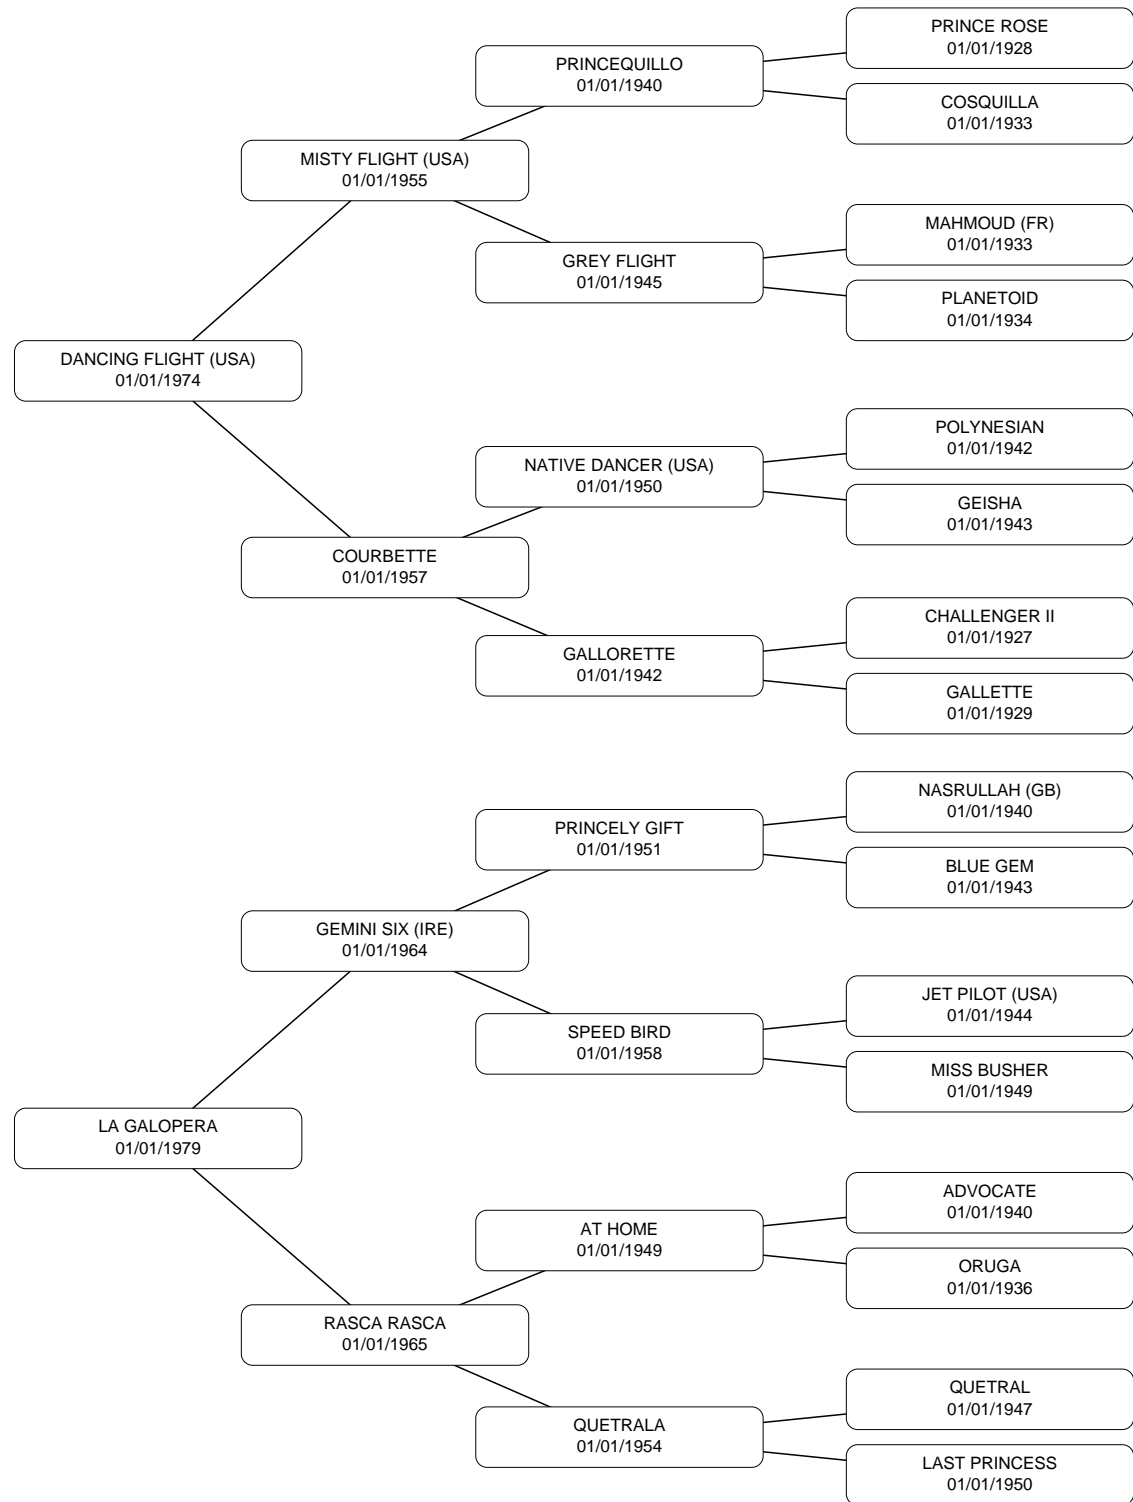 PRINCE ROSE
01/01/1928
PRINCEQUILLO
01/01/1940
COSQUILLA
01/01/1933
MISTY FLIGHT (USA)
01/01/1955
MAHMOUD (FR)
01/01/1933
GREY FLIGHT
01/01/1945
PLANETOID
01/01/1934
DANCING FLIGHT (USA)
01/01/1974
POLYNESIAN
01/01/1942
NATIVE DANCER (USA)
01/01/1950
GEISHA
01/01/1943
COURBETTE
01/01/1957
CHALLENGER II
01/01/1927
GALLORETTE
01/01/1942
GALLETTE
01/01/1929
NASRULLAH (GB)
01/01/1940
PRINCELY GIFT
01/01/1951
BLUE GEM
01/01/1943
GEMINI SIX (IRE)
01/01/1964
JET PILOT (USA)
01/01/1944
SPEED BIRD
01/01/1958
MISS BUSHER
01/01/1949
LA GALOPERA
01/01/1979
ADVOCATE
01/01/1940
AT HOME
01/01/1949
ORUGA
01/01/1936
RASCA RASCA
01/01/1965
QUETRAL
01/01/1947
QUETRALA
01/01/1954
LAST PRINCESS
01/01/1950